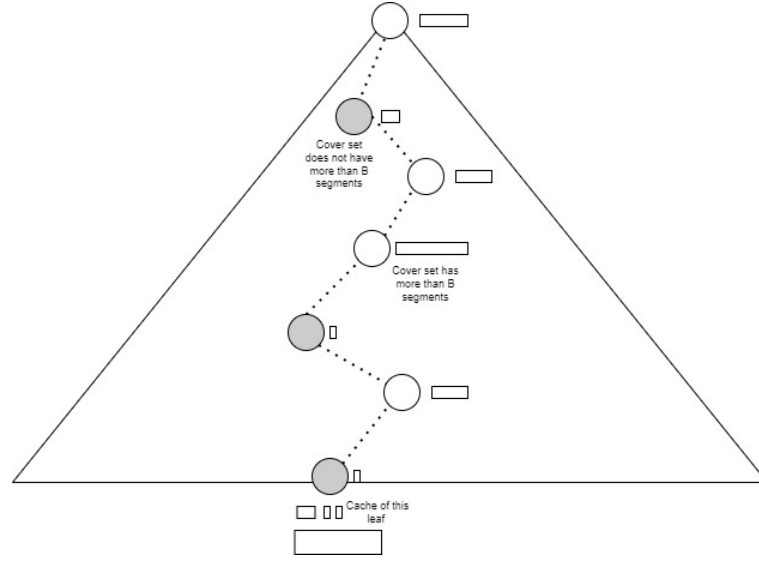 Cover set
does not have
more than B
segments
Cover set has
more than B
segments
Cache of this
leaf